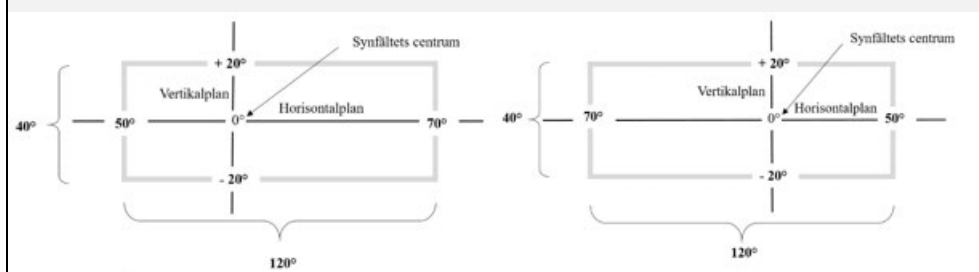 Synfältets centrum
+ 20°
Vertikalplan
0°
Horisontalplan
40°
50°
70°
- 20°
120°
Synfältets centrum
+ 20°
Vertikalplan
0°
Horisontalplan
40°
70°
50°
- 20°
120°